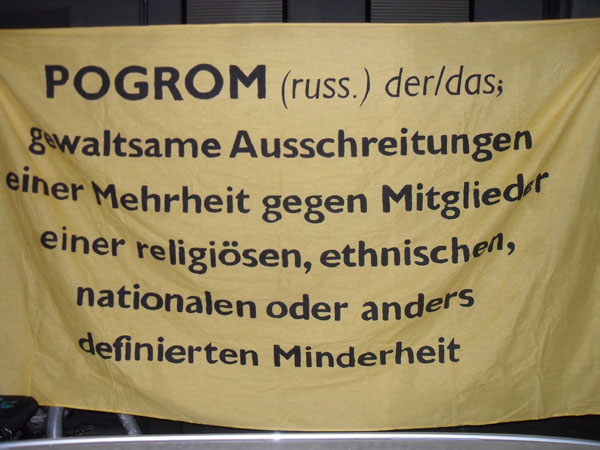 POGROM (russ.) der/das;
gewaltsame Ausschreitungen
einer Mehrheit gegen Mitglieder
einer religiösen, ethnischen,
nationalen oder anders
definierten Minderheit